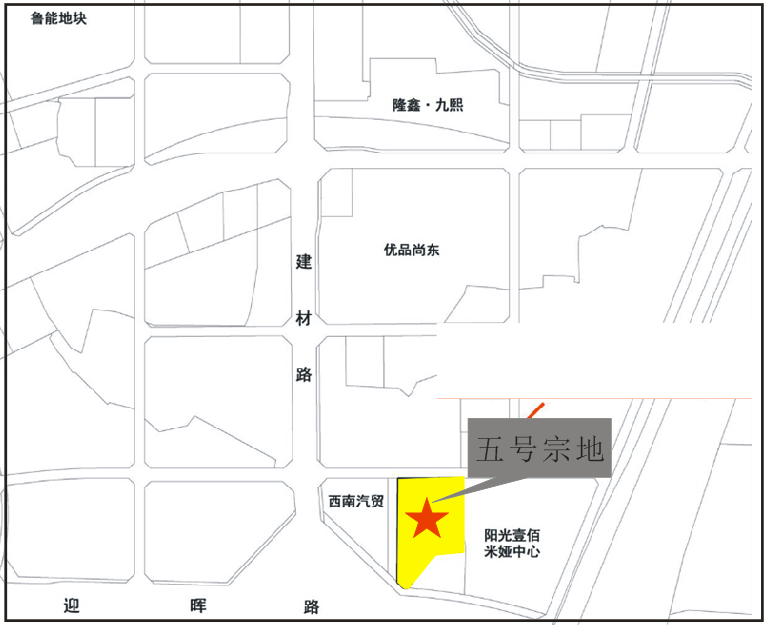 鲁能地块
隆鑫·九熙
优品尚东
建
材
路
五号宗地
西南汽贸
阳光壹佰
米娅中心
迎 晖 路